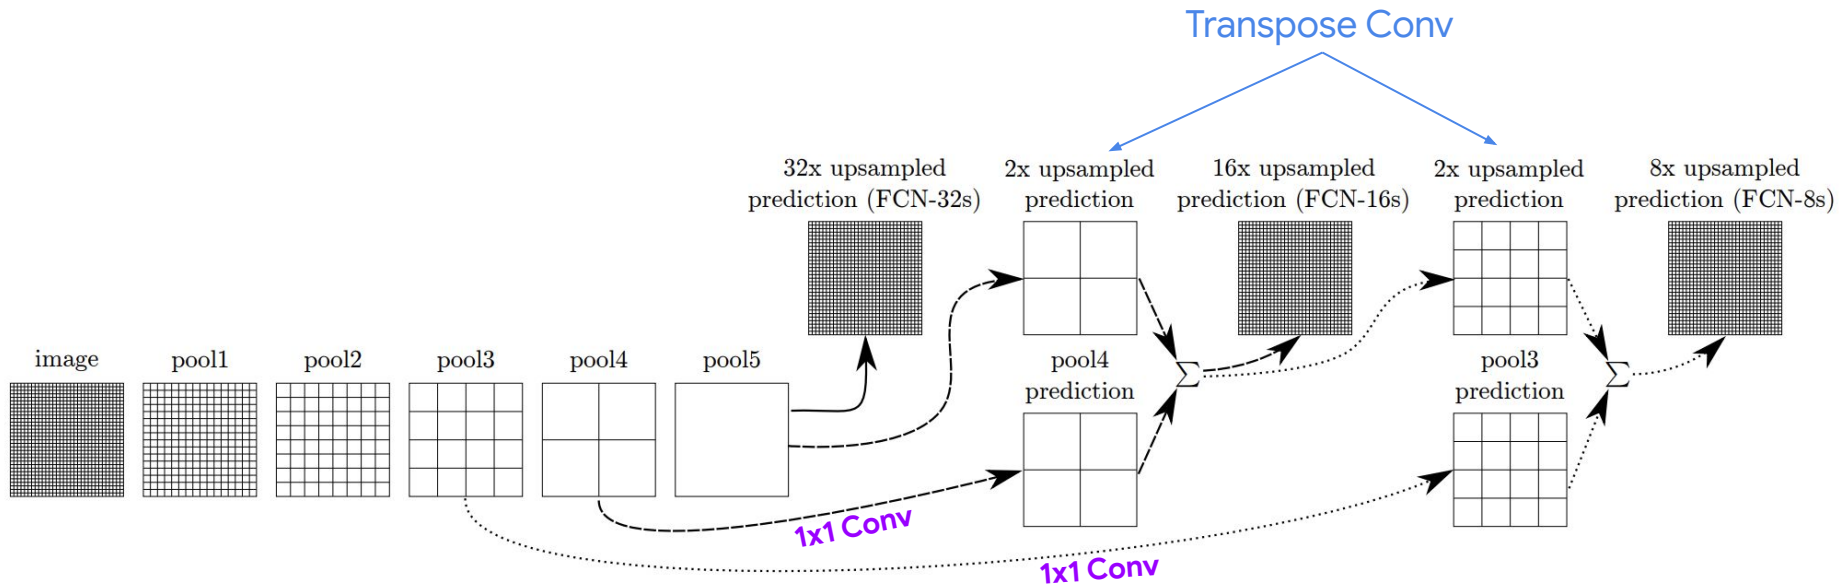 Transpose Conv
32x upsampled
prediction (FCN-32s)
2x upsampled
prediction
16x upsampled
prediction (FCN-16s)
2x upsampled
prediction
8x upsampled
prediction (FCN-8s)
image
pool1
pool2
pool3
pool4
pool5
pool4
prediction
Σ
pool3
prediction
Σ
1x1 Conv
1x1 Conv